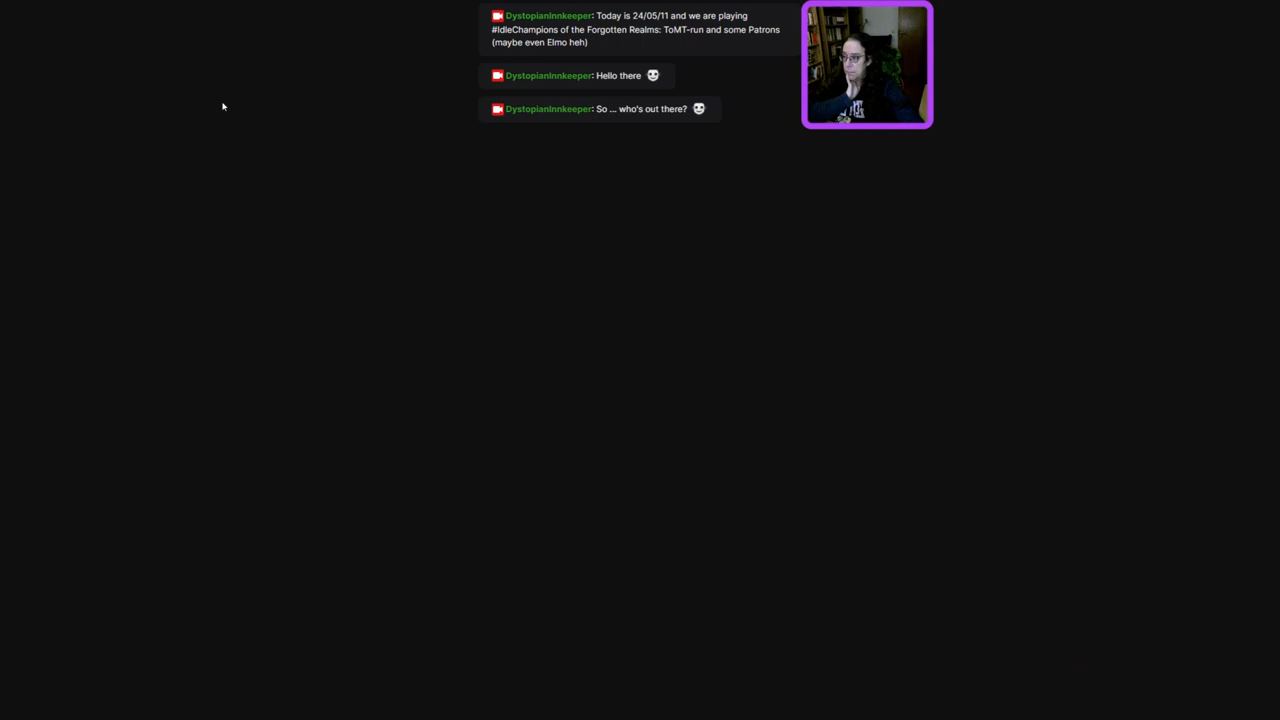 DystopianInnkeeper: Today is 24/05/11 and we are playing
#IdleChampions of the Forgotten Realms: ToMT-run and some Patrons
(maybe even Elmo heh)
DystopianInnkeeper: Hello there
DystopianInnkeeper: So ... who's out there?